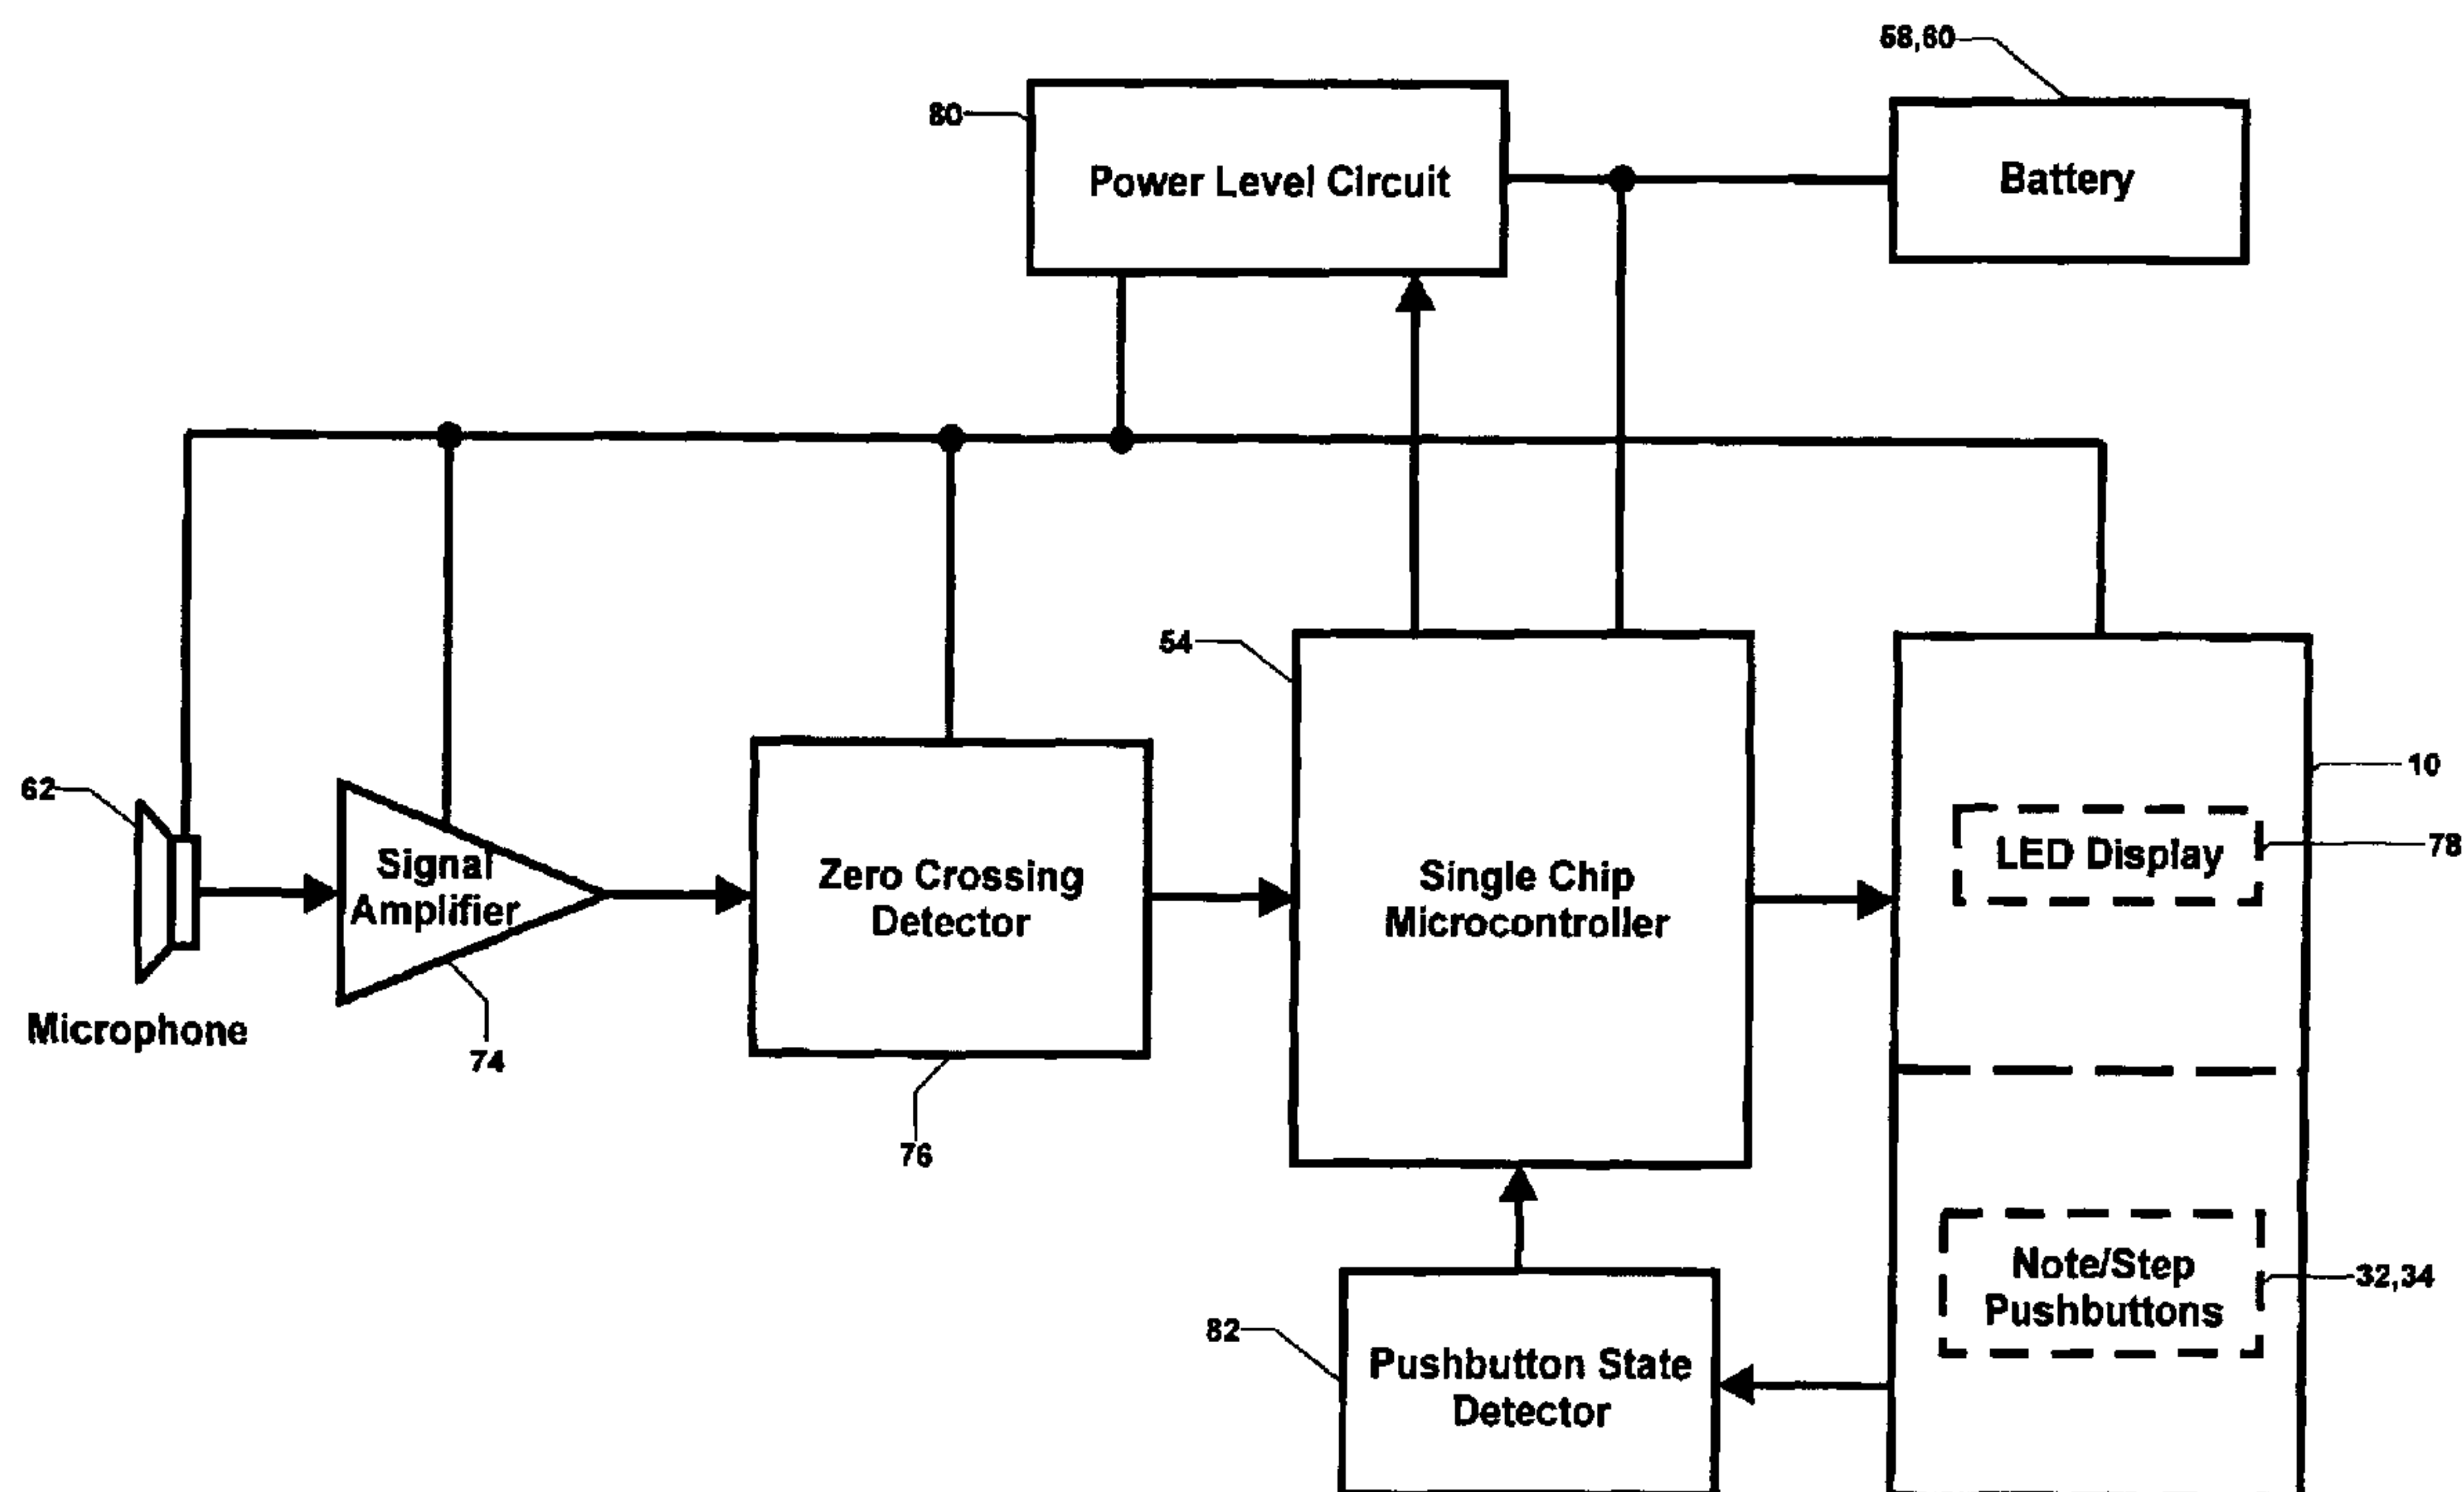 58,60
80
Power Level Circuit
Battery
54
10
62
Signal
Amplifier
Zero Crossing
Detector
Single Chip
Microcontroller
LED Display
78
Microphone
74
76
Note/Step
Pushbuttons
32,34
82
Pushbutton State
Detector